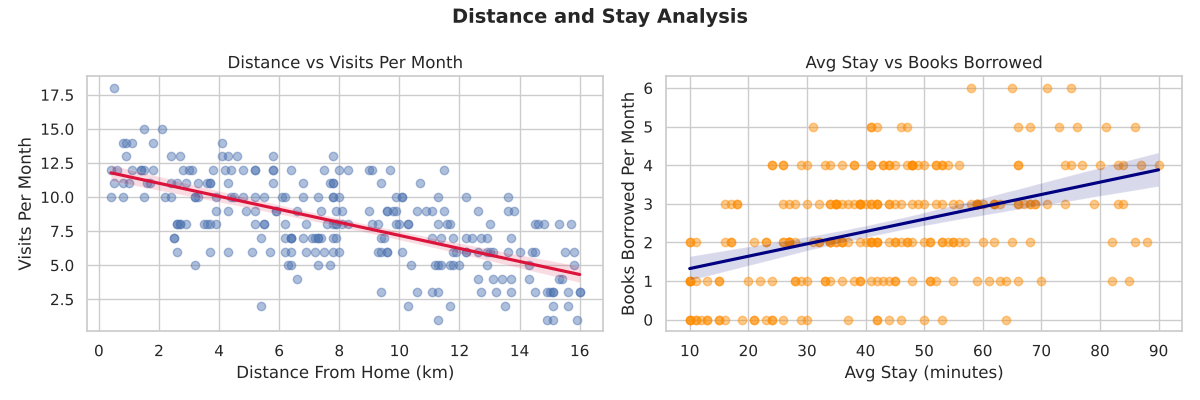 Distance and Stay Analysis
Distance vs Visits Per Month
Visits Per Month
17.5
15.0
12.5
10.0
7.5
5.0
2.5
0 2 4 6 8 10 12 14 16
Distance From Home (km)
Avg Stay vs Books Borrowed
Books Borrowed Per Month
6
5
4
3
2
1
0
10 20 30 40 50 60 70 80 90
Avg Stay (minutes)